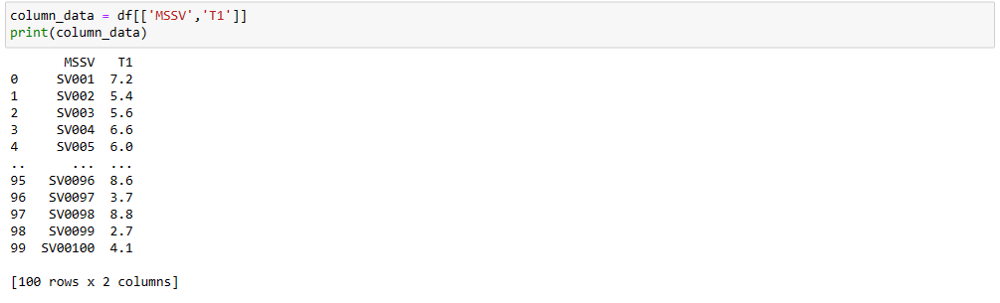 column_data = df[['MSSV','T1']]
print(column_data)
MSSV T1
0 SV001 7.2
1 SV002 5.4
2 SV003 5.6
3 SV004 6.6
4 SV005 6.0
.. ... ...
95 SV0096 8.6
96 SV0097 3.7
97 SV0098 8.8
98 SV0099 2.7
99 SV00100 4.1
[100 rows x 2 columns]